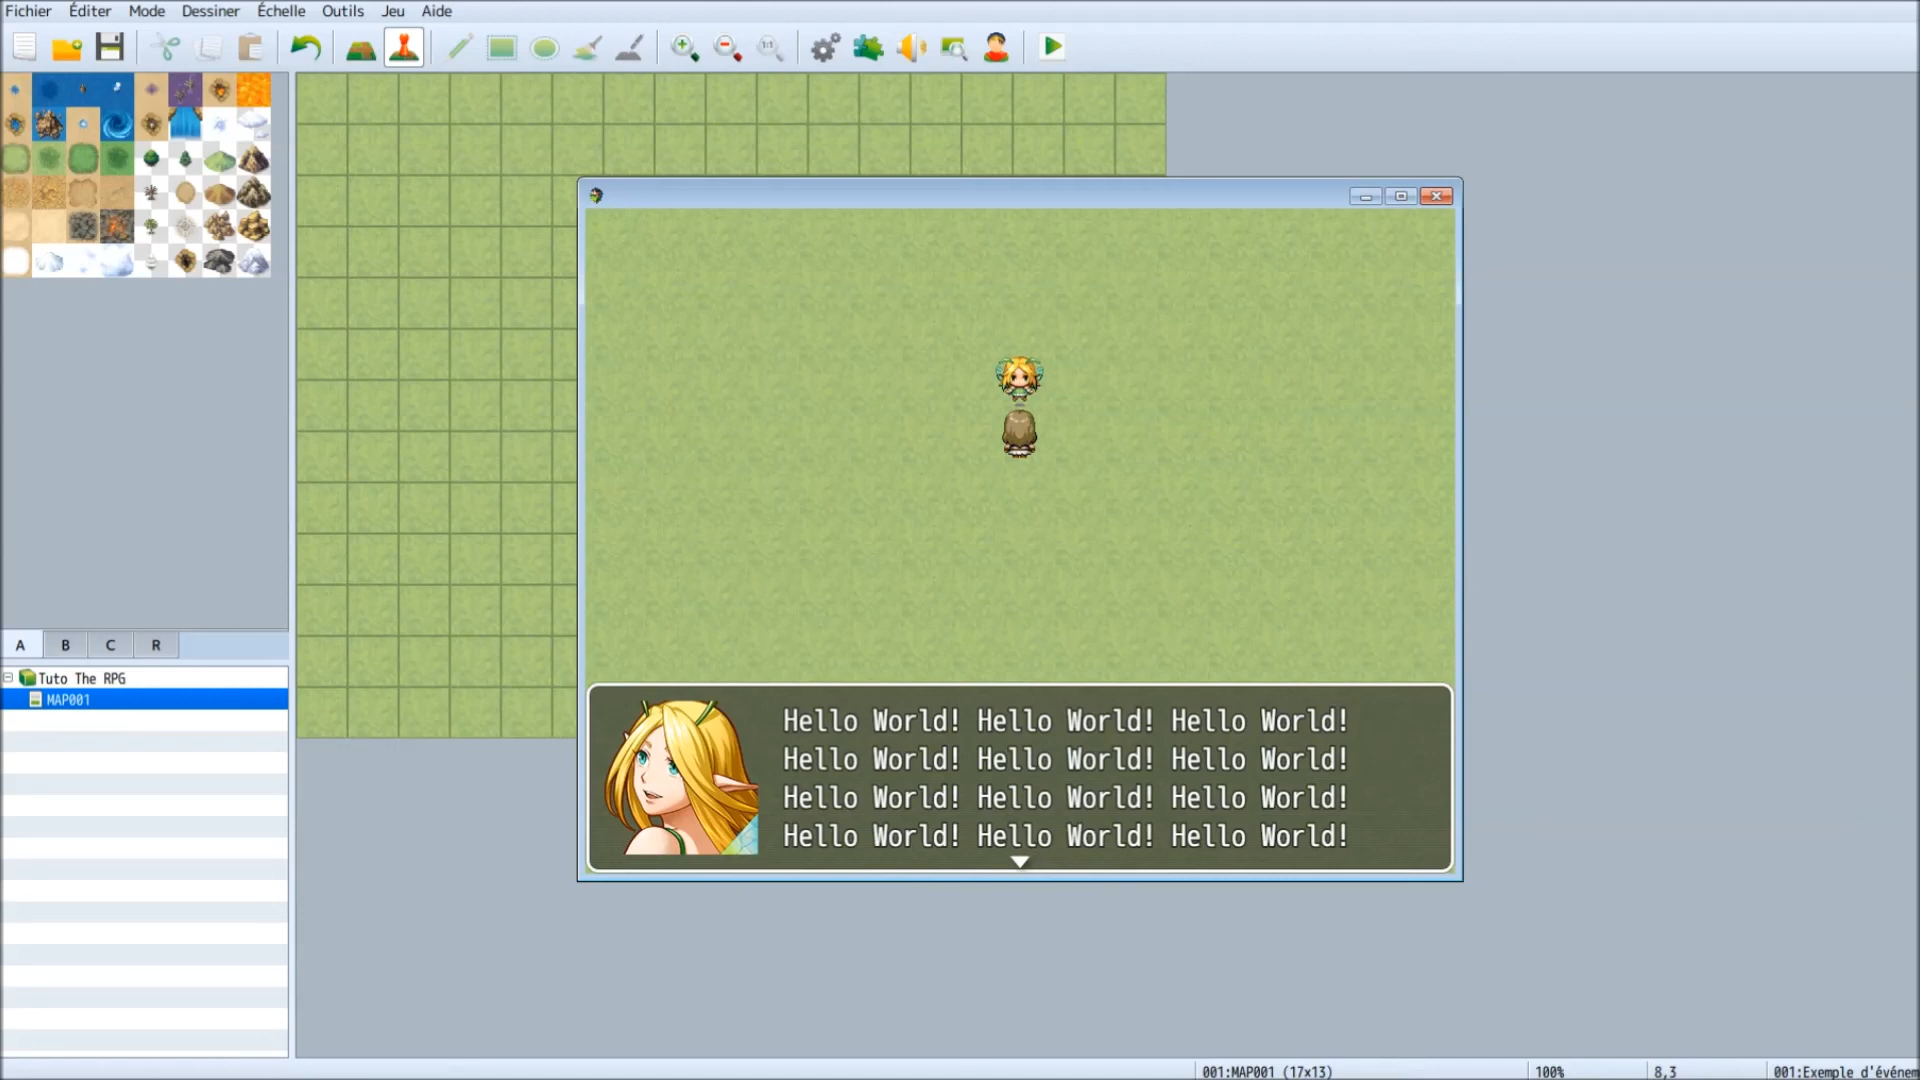 Fichier Éditer Mode Dessiner Échelle Outils Jeu Aide
1:1
A B C R
Tuto The RPG
MAP001
Hello World! Hello World! Hello World!
Hello World! Hello World! Hello World!
Hello World! Hello World! Hello World!
Hello World! Hello World! Hello World!
001:MAP001 (17x13) 100% 8,3 001:Exemple d'événem